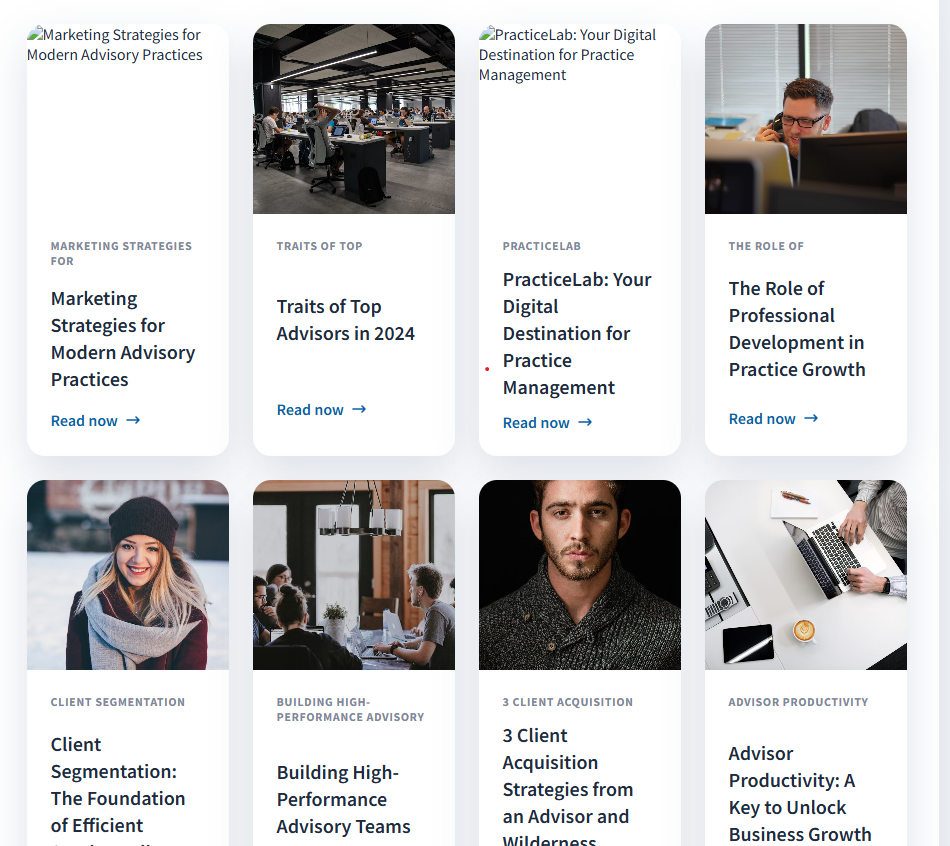 Marketing Strategies for
Modern Advisory Practices
PracticeLab: Your Digital
Destination for Practice
Management
MARKETING STRATEGIES
FOR
Marketing
Strategies for
Modern Advisory
Practices
Read now →
TRAITS OF TOP
Traits of Top
Advisors in 2024
Read now →
PRACTICELAB
PracticeLab: Your
Digital
Destination for
Practice
Management
Read now →
THE ROLE OF
The Role of
Professional
Development in
Practice Growth
Read now →
CLIENT SEGMENTATION
Client
Segmentation:
The Foundation
of Efficient
BUILDING HIGH-
PERFORMANCE ADVISORY
Building High-
Performance
Advisory Teams
3 CLIENT ACQUISITION
3 Client
Acquisition
Strategies from
an Advisor and
Wilderness
ADVISOR PRODUCTIVITY
Advisor
Productivity: A
Key to Unlock
Business Growth